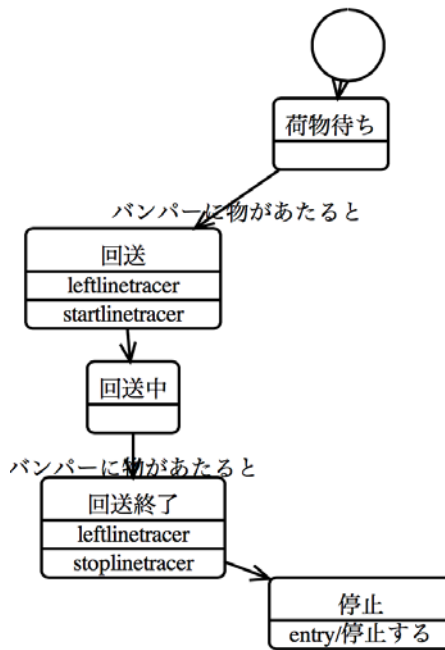 荷物待ち
バンパーに物があたると
回送
leftlinetracer
startlinetracer
回送中
バンパーに物があたると
回送終了
leftlinetracer
stoplinetracer
停止
entry/停止する